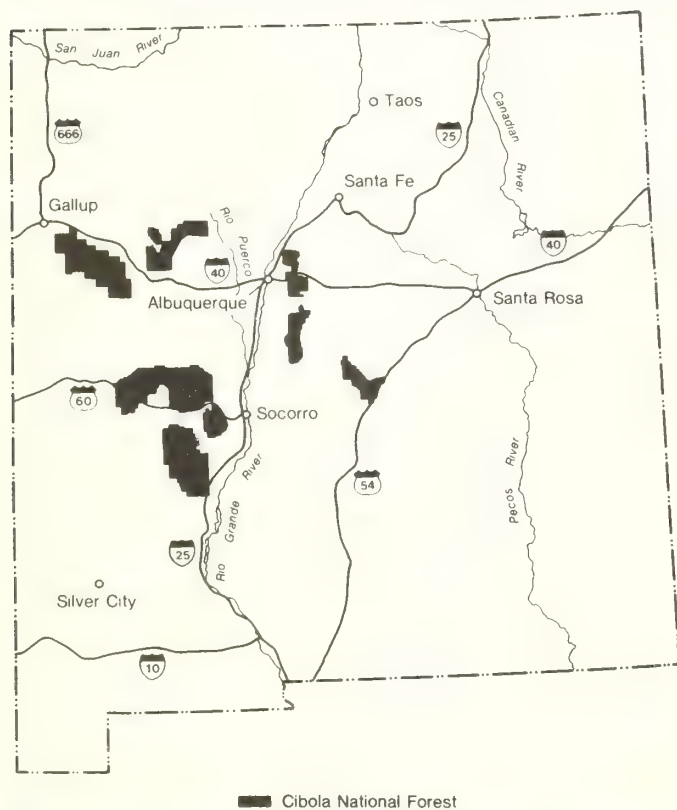 San Juan River
666
Taos
25
Canadian River
Santa Fe
Gallup
Rio Puerco
40
40
Albuquerque
Santa Rosa
60
Socorro
54
Pecos River
Rio Grande River
25
Silver City
10
Cibola National Forest